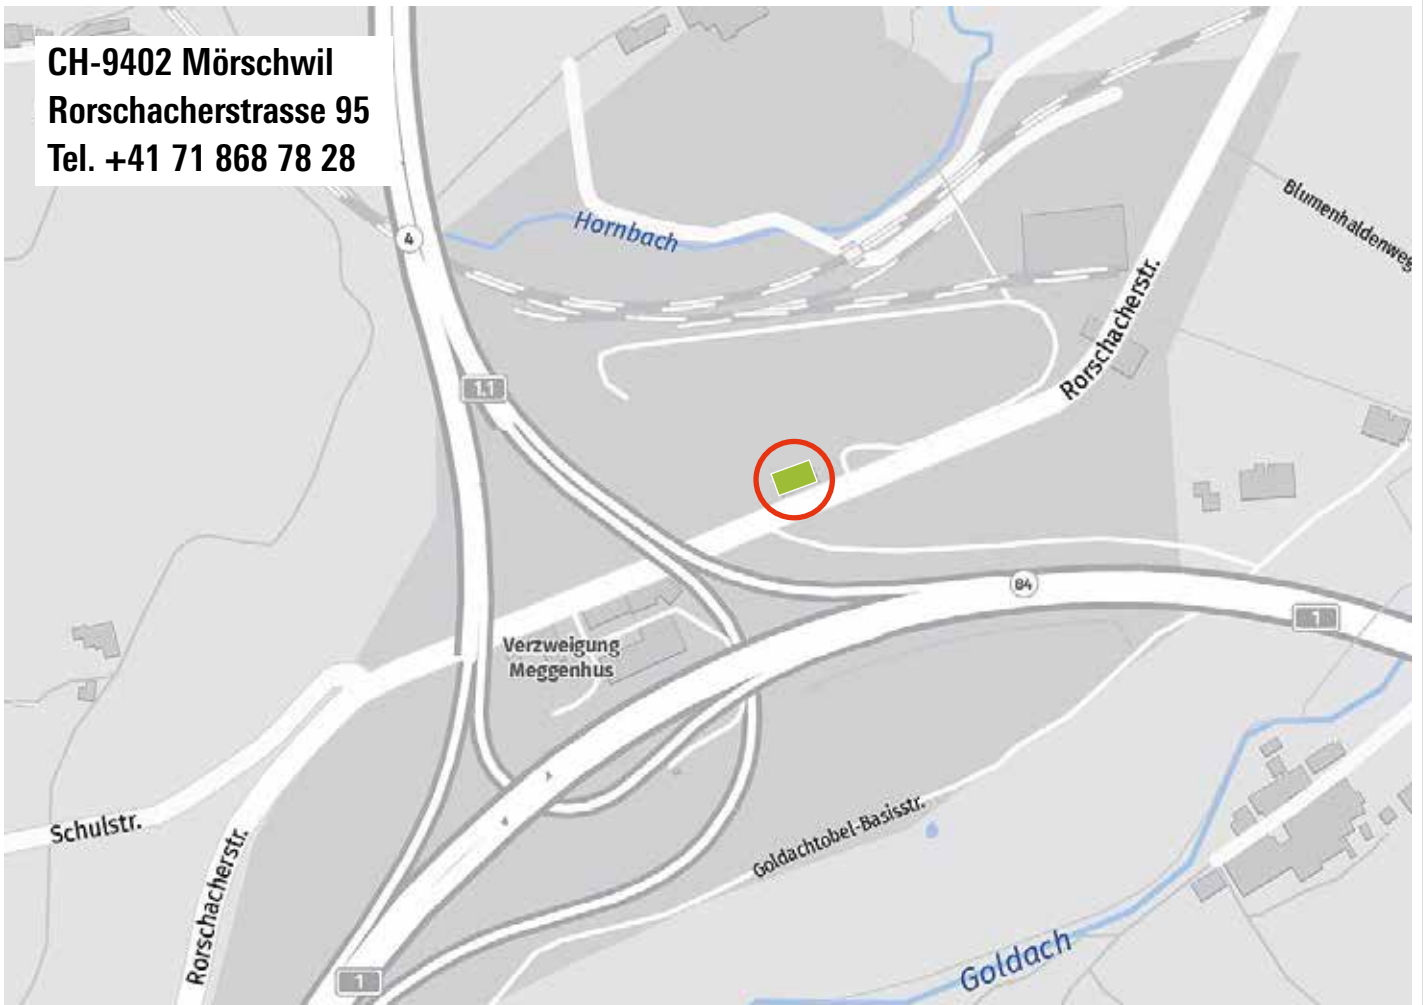 CH-9402 Mörschwil
Rorschacherstrasse 95
Tel. +41 71 868 78 28
4
Hornbach
Blumenhaldenweg
Rorschacherstr.
1.1
84
1
Verzweigung
Meggenhus
Schulstr.
Rorschacherstr.
Goldachtobel-Basisstr.
Goldach
1